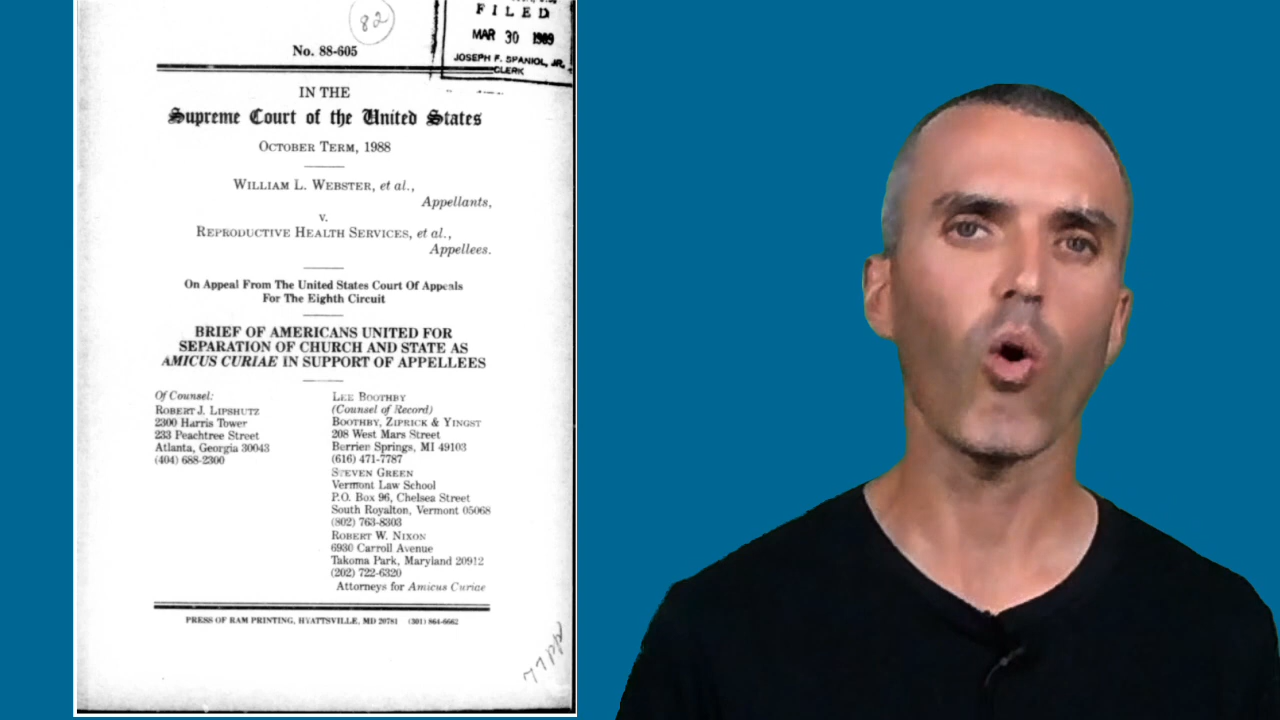 82
FILED
MAR 30 1989
JOSEPH F. SPANIOL, JR.
CLERK
No. 88-605
IN THE
Supreme Court of the United States
OCTOBER TERM, 1988
WILLIAM L. WEBSTER, et al.,
Appellants,
v.
REPRODUCTIVE HEALTH SERVICES, et al.,
Appellees.
On Appeal From The United States Court Of Appeals
For The Eighth Circuit
BRIEF OF AMERICANS UNITED FOR
SEPARATION OF CHURCH AND STATE AS
AMICUS CURIAE IN SUPPORT OF APPELLEES
Of Counsel:
ROBERT J. LIPSHUTZ
2300 Harris Tower
233 Peachtree Street
Atlanta, Georgia 30043
(404) 688-2300
LEE BOOTHBY
(Counsel of Record)
BOOTHBY, ZIPRICK & YINGST
208 West Mars Street
Berrien Springs, MI 49103
(616) 471-7787
STEVEN GREEN
Vermont Law School
P.O. Box 96, Chelsea Street
South Royalton, Vermont 05068
(802) 763-8303
ROBERT W. NIXON
6930 Carroll Avenue
Takoma Park, Maryland 20912
(202) 722-6320
Attorneys for Amicus Curiae
PRESS OF RAM PRINTING, HYATTSVILLE, MD 20781 (301) 864-6662
77pp